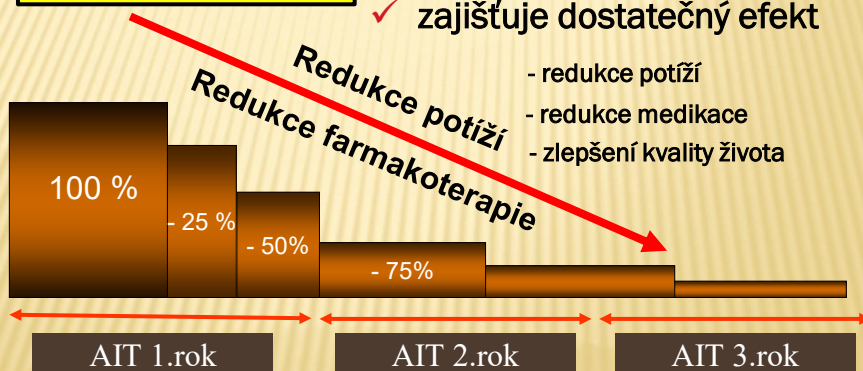 zajišťuje dostatečný efekt
- redukce potíží
- redukce medikace
- zlepšení kvality života
Redukce potíží
Redukce farmakoterapie
100 %
- 25 %
- 50%
- 75%
AIT 1.rok
AIT 2.rok
AIT 3.rok